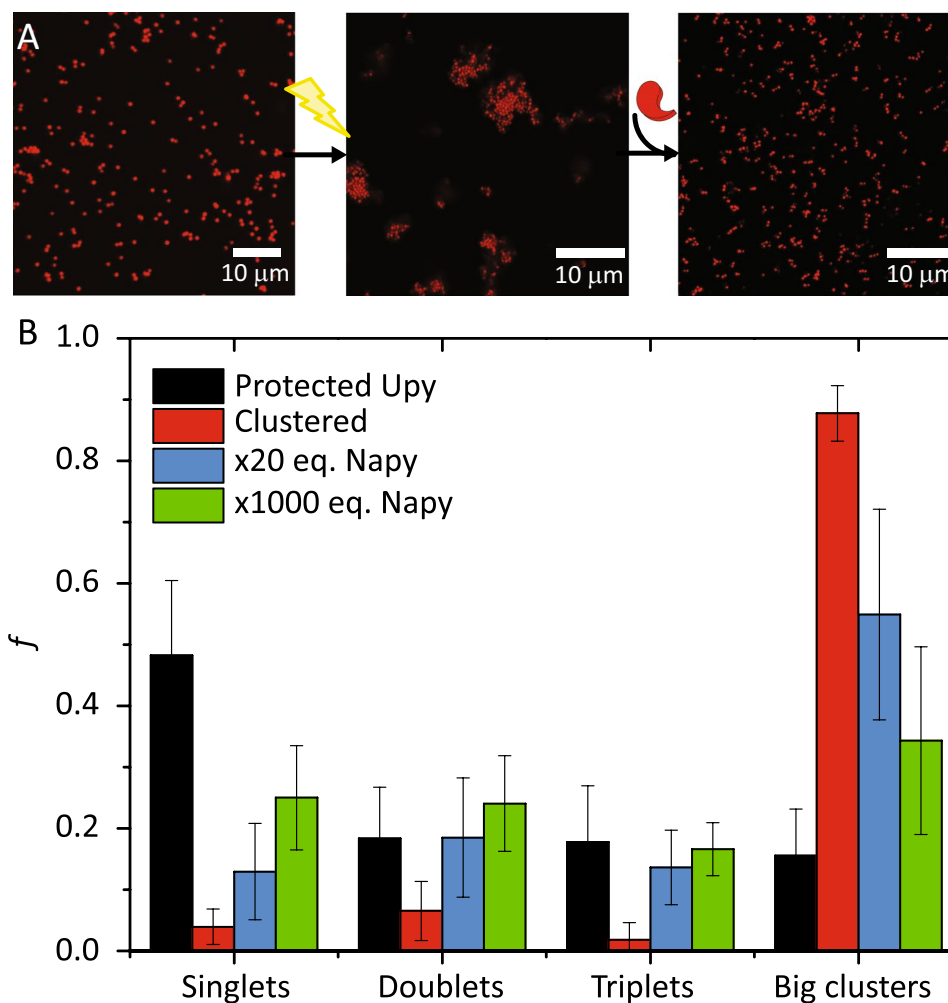 A
10 μm
10 μm
10 μm
B
1.0
0.8
0.6
0.4
0.2
0.0
f
Protected Upy
Clustered
x20 eq. Napy
x1000 eq. Napy
Singlets
Doublets
Triplets
Big clusters